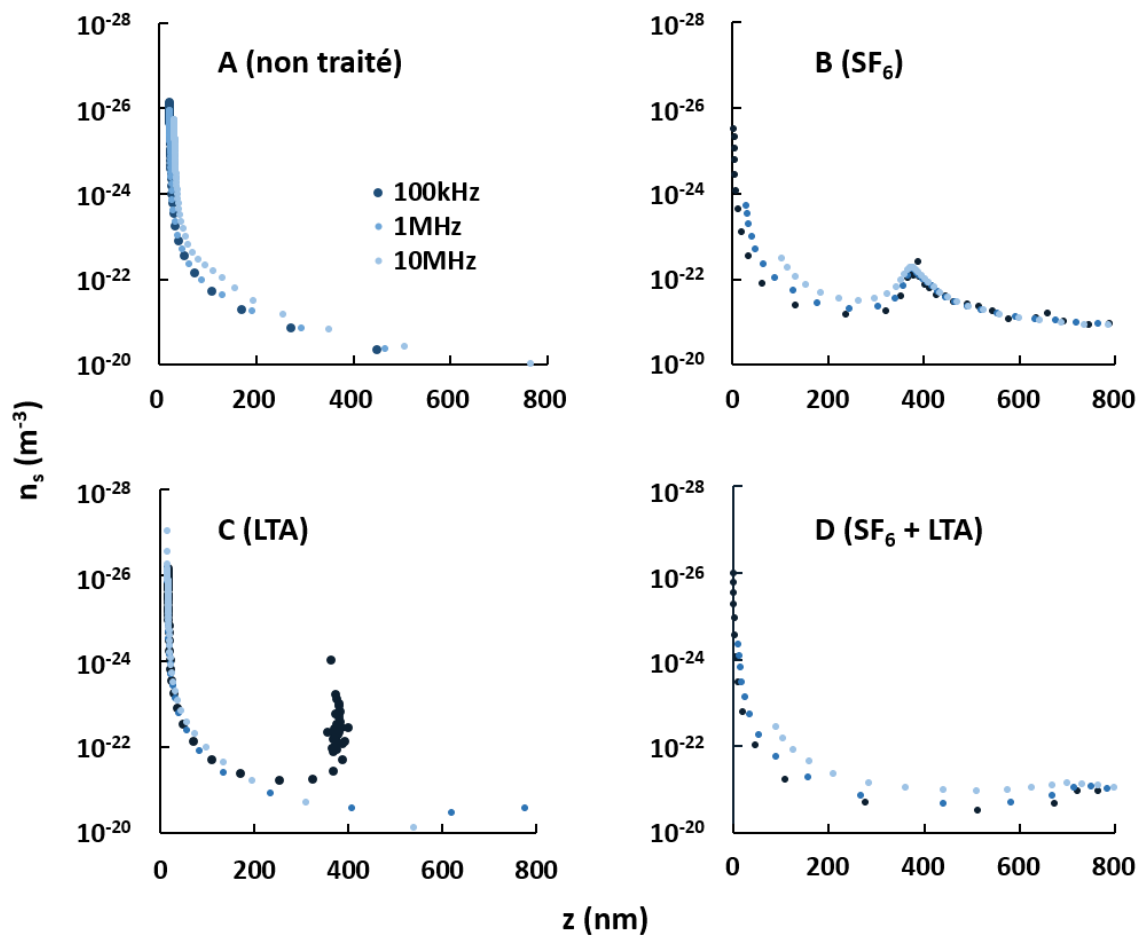 A (non traité)
10⁻²⁸
10⁻²⁶
10⁻²⁴
10⁻²²
10⁻²⁰
100kHz
1MHz
10MHz
0 200 400 600 800
B (SF₆)
10⁻²⁸
10⁻²⁶
10⁻²⁴
10⁻²²
10⁻²⁰
0 200 400 600 800
nₛ (m⁻³)
C (LTA)
10⁻²⁸
10⁻²⁶
10⁻²⁴
10⁻²²
10⁻²⁰
0 200 400 600 800
D (SF₆ + LTA)
10⁻²⁸
10⁻²⁶
10⁻²⁴
10⁻²²
10⁻²⁰
0 200 400 600 800
z (nm)